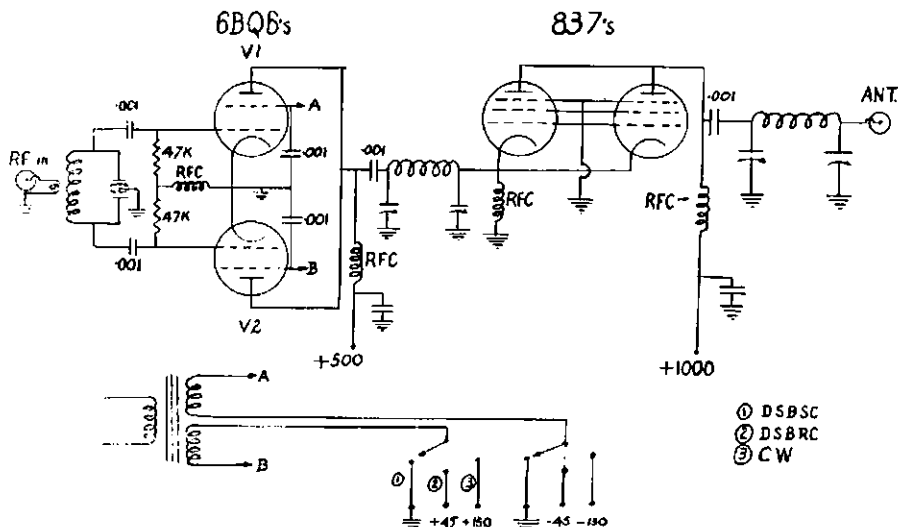 6BQ6's
837's
V1
.001
A
.001
ANT.
RF IN
47K
RFC
.001
.001
47K
.001
RFC
RFC
.001
B
RFC
V2
+500
+1000
A
B
① DSBSC
② DSBRC
③ CW
① ② ③
+45 +150 -45 -150